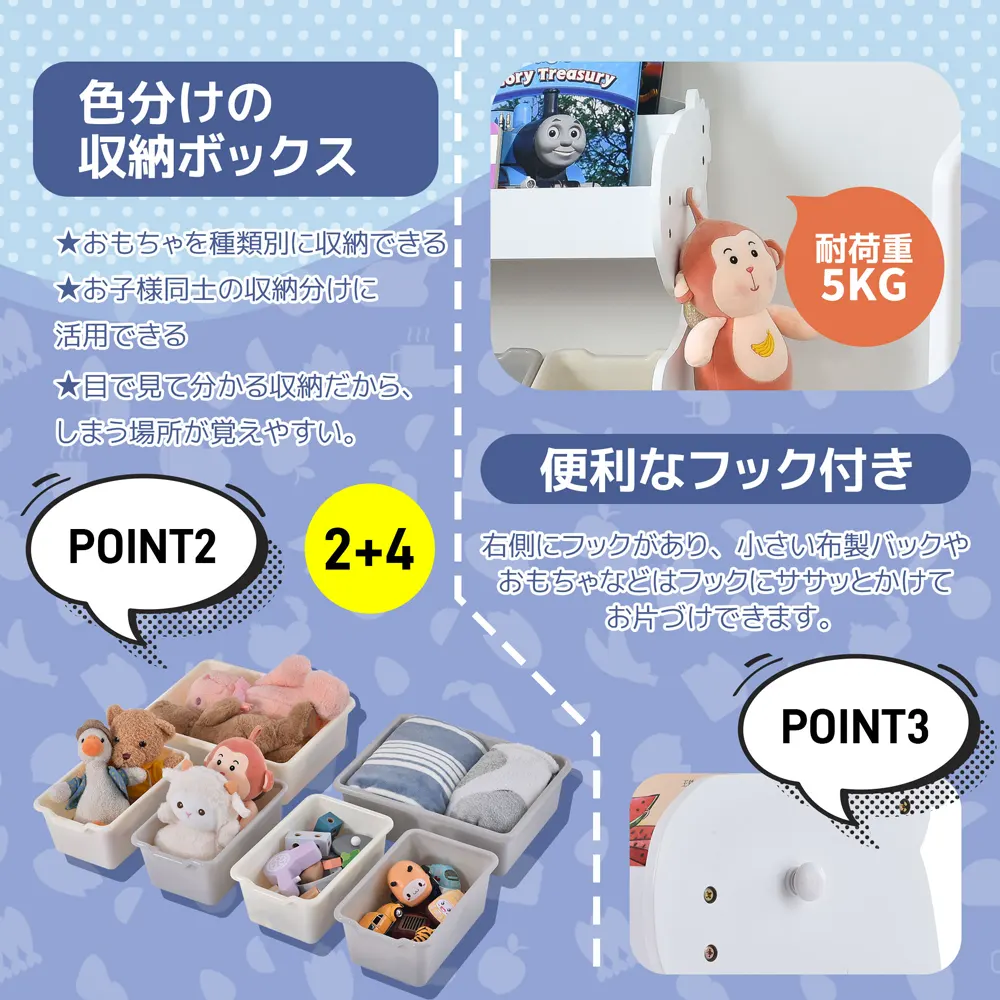 色分けの
収納ボックス
★おもちゃを種類別に収納できる
★お子様同士の収納分けに
活用できる
★目で見て分かる収納だから、
しまう場所が覚えやすい。
POINT2
2+4
ory Treasury
耐荷重
5KG
便利なフック付き
右側にフックがあり、小さい布製バックや
おもちゃなどはフックにササッとかけて
お片づけできます。
POINT3